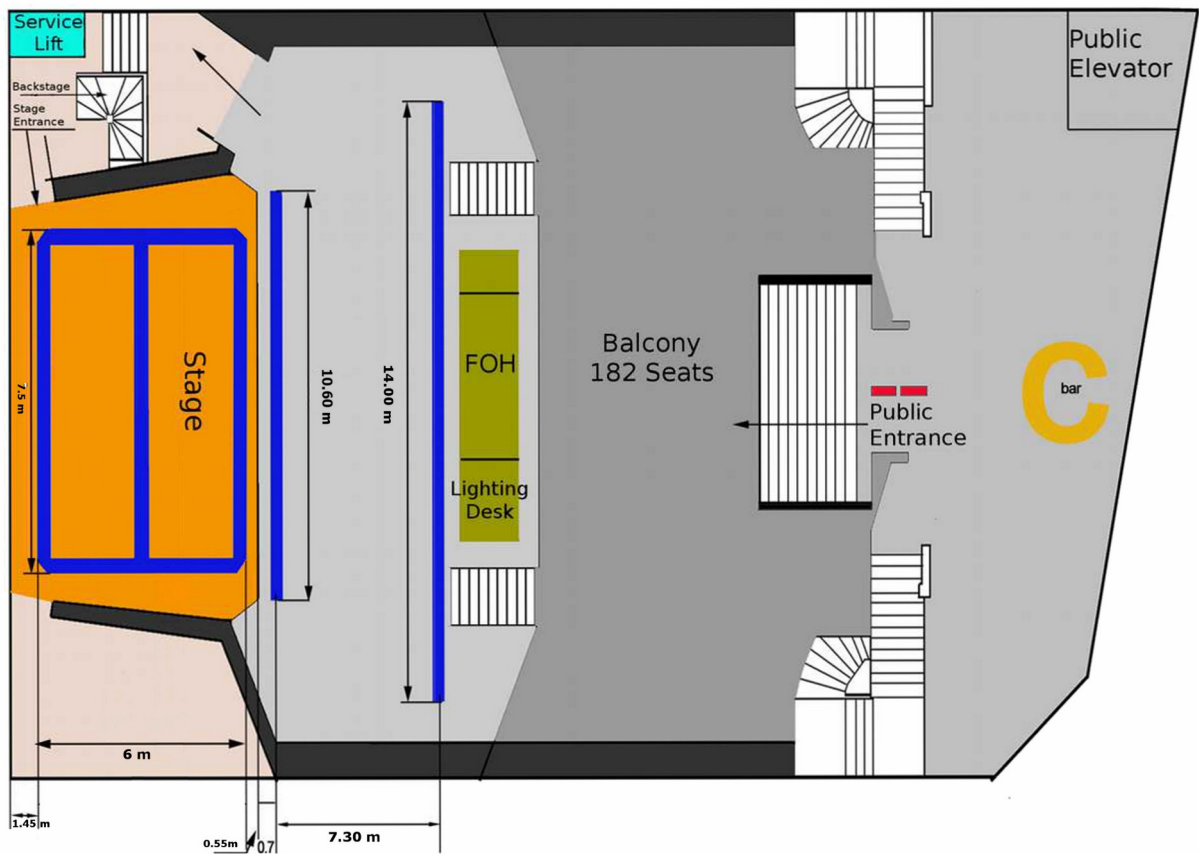 Service
Lift
Public
Elevator
Backstage
Stage
Entrance
7.5 m
Stage
10.60 m
14.00 m
FOH
Lighting
Desk
Balcony
182 Seats
Public
Entrance
C
bar
6 m
1.45 m
0.55m
0.7
7.30 m